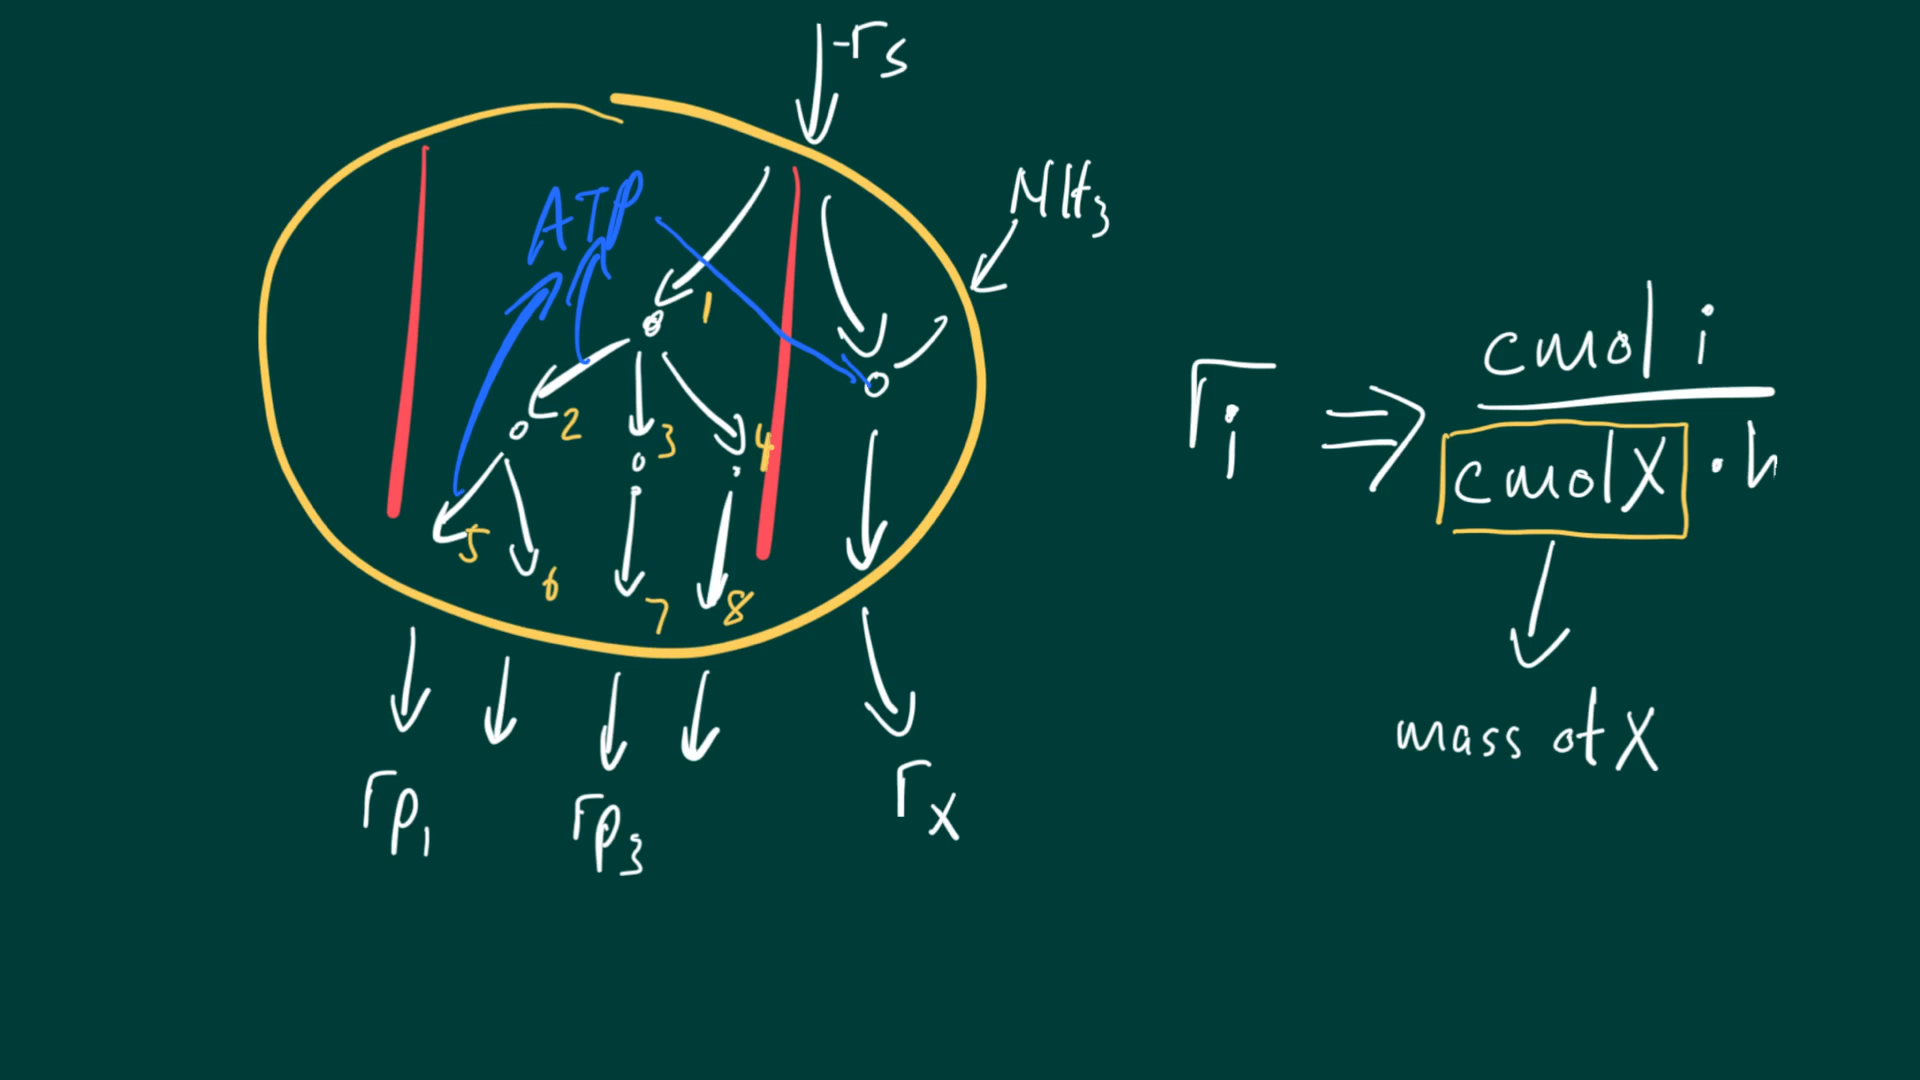 -rs
NH3
ATP
1
2
3
4
5
6
7
8
rp1
rp3
rx
ri ⇒ cmol i
cmolX · h
mass of X